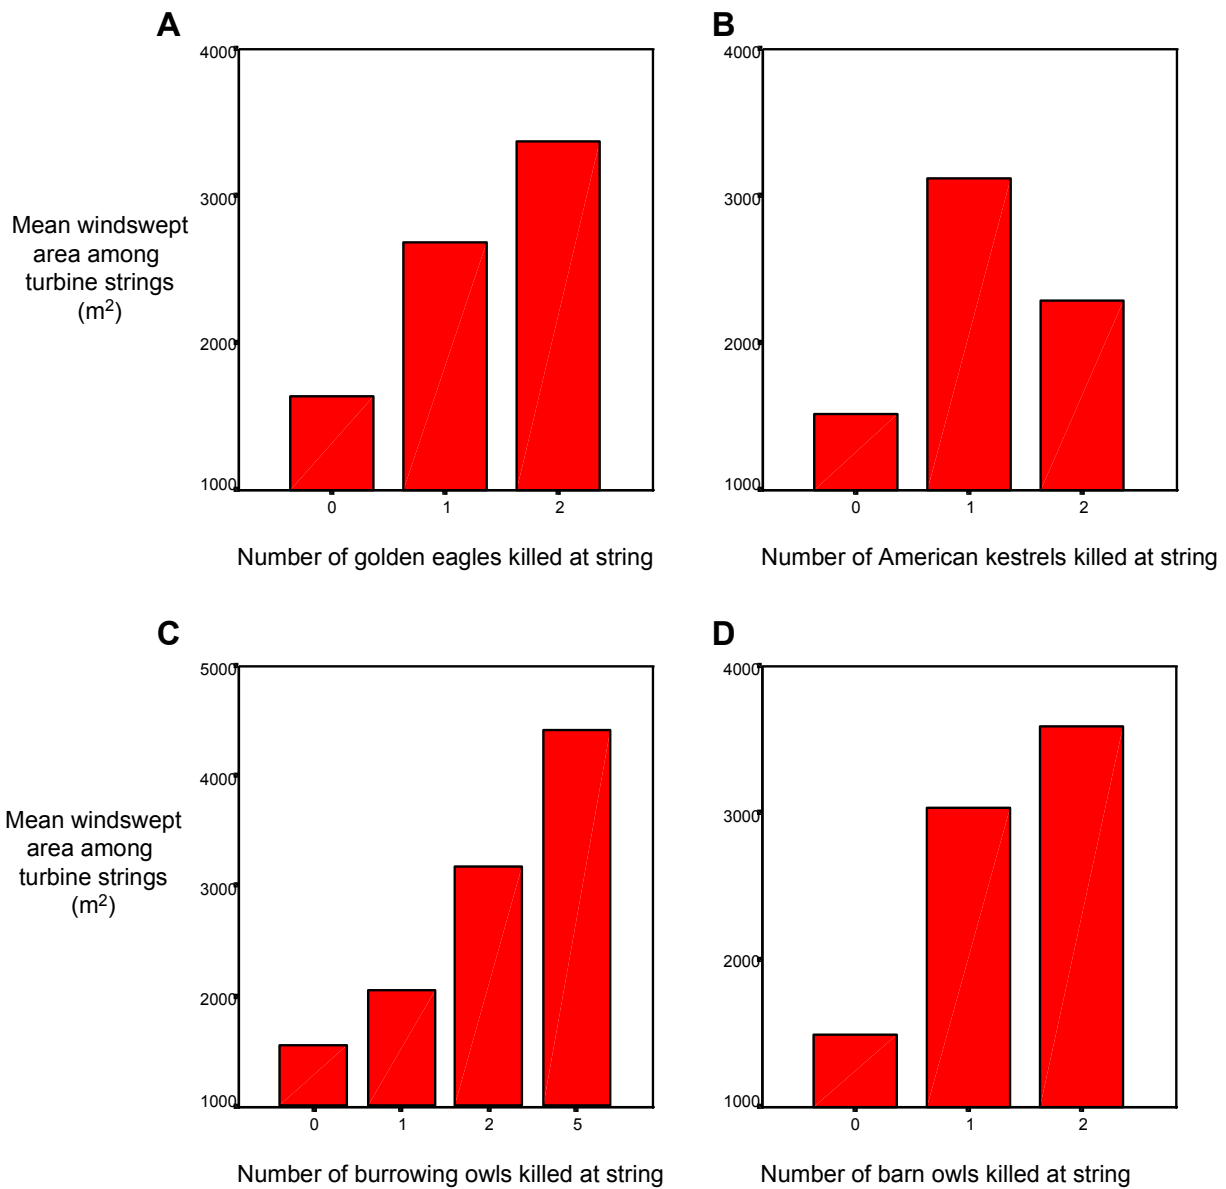 A
4000
3000
2000
1000
Mean windswept
area among
turbine strings
(m²)
0 1 2
Number of golden eagles killed at string
B
4000
3000
2000
1000
0 1 2
Number of American kestrels killed at string
C
5000
4000
3000
2000
1000
Mean windswept
area among
turbine strings
(m²)
0 1 2 5
Number of burrowing owls killed at string
D
4000
3000
2000
1000
0 1 2
Number of barn owls killed at string